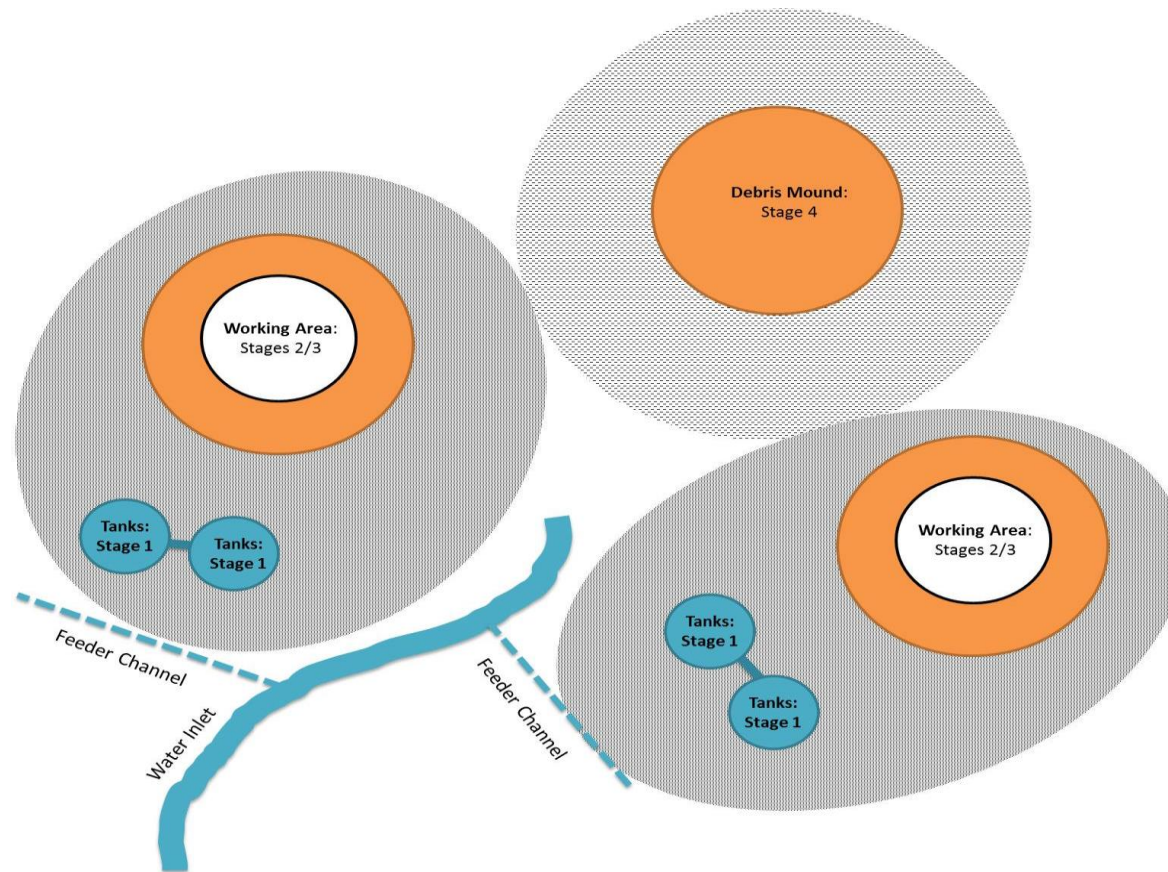 Debris Mound:
Stage 4
Working Area:
Stages 2/3
Tanks:
Stage 1
Tanks:
Stage 1
Feeder Channel
Water Inlet
Feeder Channel
Working Area:
Stages 2/3
Tanks:
Stage 1
Tanks:
Stage 1